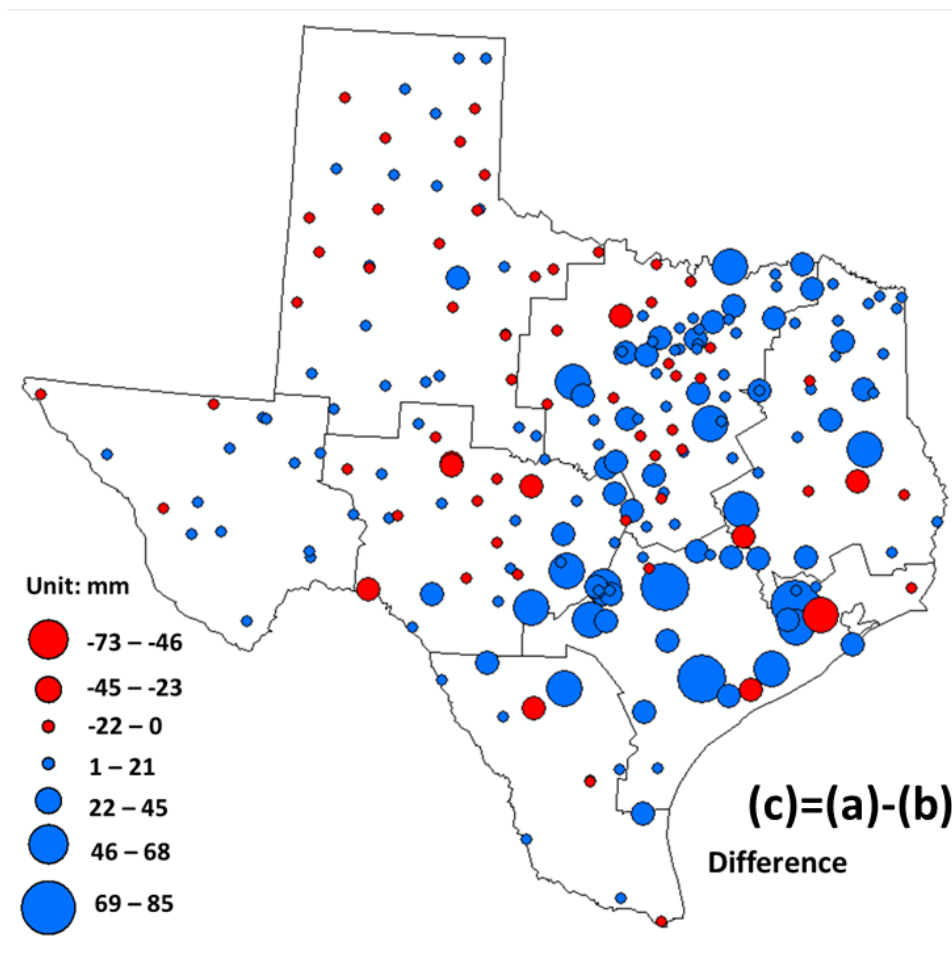 Unit: mm
-73 – -46
-45 – -23
-22 – 0
1 – 21
22 – 45
46 – 68
69 – 85
(c)=(a)-(b)
Difference